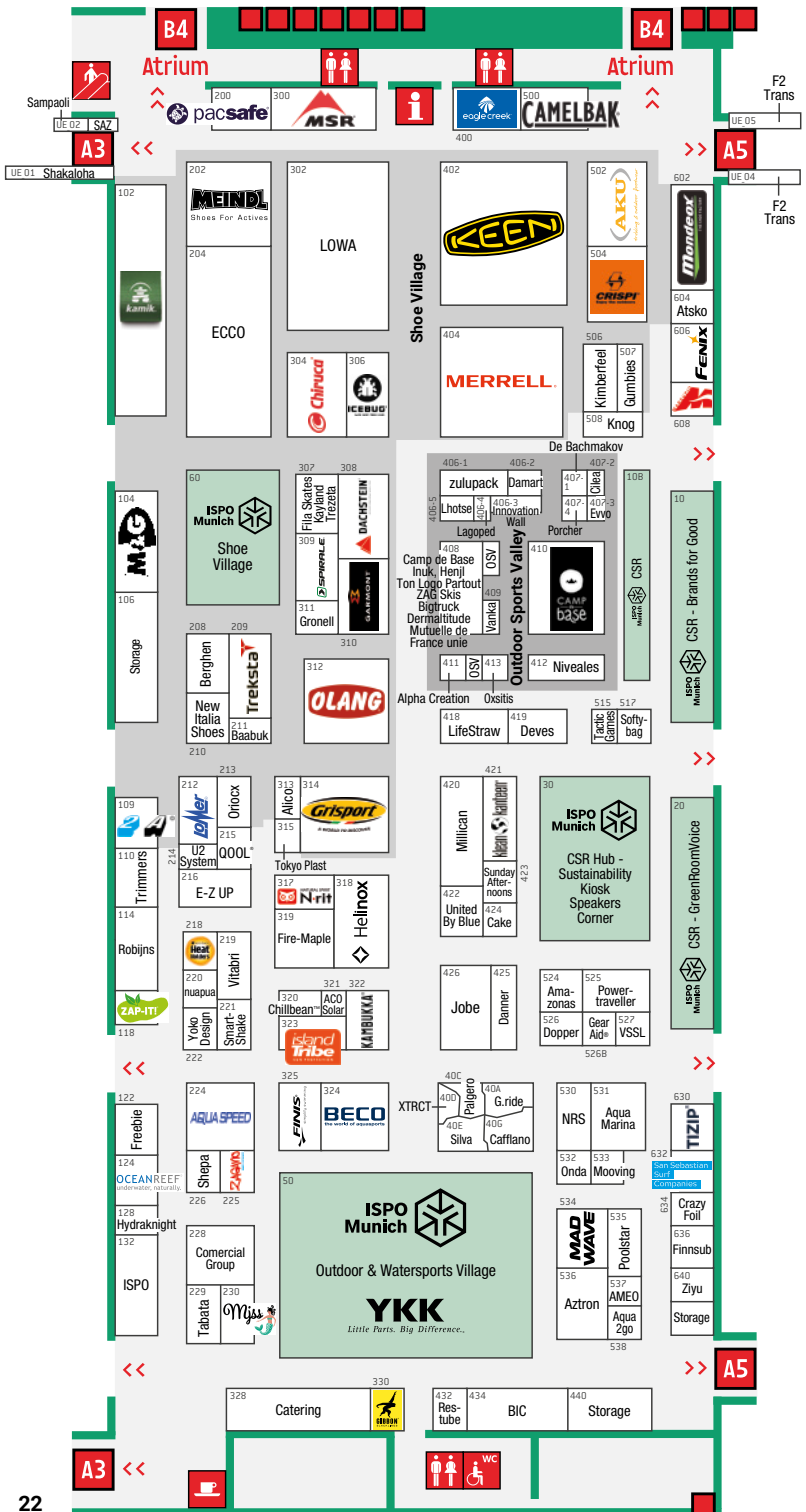 B4
Atrium
B4
Atrium
200
pacsafe®
300
MSR®
i
400
eagle creek
500
CAMELBAK®
F2
Trans
UE 05
Sampaoli
UE 02
SAZ
A3
<<
>>
A5
UE 01
Shakaloha
UE 04
F2
Trans
102
kamik
202
MEINDL
Shoes For Actives
204
ECCO
302
LOWA
Shoe Village
402
KEEN
502
AKU
504
CRISPI®
602
Mondeox
604
Atsko
606
FENIX
608
304
Chiruca®
306
ICEBUG®
404
MERRELL®
506
Kimberfeel
507
Gumbies
508
Knog
>>
De Bachmakov
104
M&G
106
Storage
60
ISPO
Munich
Shoe
Village
307
Fila Skates
Kayland
Trezeta
308
DACHSTEIN
309
SPIRALE
311
Gronell
GARMONT
310
406-1
zulupack
406-2
Damart
406-5
Lhotse
406-4
406-3
Innovation
Wall
Lagoped
407-1
407-2
Cilea
407-4
407-3
Evvo
Porcher
408
Camp de Base
Inuk, Henjl
Ton Logo Partout
ZAG Skis
Bigtruck
Dermaltitude
Mutuelle de
France unie
OSV
409
Vanka
Outdoor Sports Valley
410
CAMP
de
base
411
OSV
413
412
Niveales
Alpha Creation
Oxsitis
10B
ISPO
Munich
CSR
10
ISPO
Munich
CSR - Brands for Good
208
Berghen
209
Treksta
New
Italia
Shoes
211
Baabuk
210
312
OLANG
418
LifeStraw
419
Deves
515
Tactic
Games
517
Softy-
bag
>>
109
2A®
110
Trimmers
114
Robijns
ZAP-IT!
118
212
LOMER
213
Oriocx
214
U2
System
215
QOOL®
216
E-Z UP
313
Alico
314
Grisport
315
Tokyo Plast
420
Millican
421
klean kanteen
Sunday
After-
noons
423
422
United
By Blue
424
Cake
30
ISPO
Munich
CSR Hub -
Sustainability
Kiosk
Speakers
Corner
20
ISPO
Munich
CSR - GreenRoomVoice
317
N·rit
318
Helinox
319
Fire-Maple
218
Heat
Holders
219
Vitabri
220
nuapua
221
Smart-
Shake
Yoko
Design
222
320
Chillbean™
321
ACO
Solar
322
KAMBUKKA®
323
island
Tribe
426
Jobe
425
Danner
524
Ama-
zonas
525
Power-
traveller
526
Dopper
Gear
Aid®
527
VSSL
526B
<<
>>
122
Freebie
124
OCEANREEF
underwater, naturally.
128
Hydraknight
132
ISPO
224
AQUA SPEED
Shepa
226
225
325
FINIS
324
BECO
the world of aquasports
XTRCT
40C
40D
Palgero
40A
G.ride
40E
Silva
40G
Cafflano
530
NRS
531
Aqua
Marina
532
Onda
533
Mooving
630
TIZIP®
632
San Sebastian
Surf
Companies
634
Crazy
Foil
636
Finnsub
640
Ziyu
Storage
228
Comercial
Group
229
Tabata
230
Miss
50
ISPO
Munich
Outdoor & Watersports Village
YKK
Little Parts. Big Difference.
534
MAD
WAVE
535
Poolstar
536
Aztron
537
AMEO
Aqua
2go
538
<<
>>
A5
328
Catering
330
GIBBON
432
Res-
tube
434
BIC
440
Storage
A3
<<
WC
22